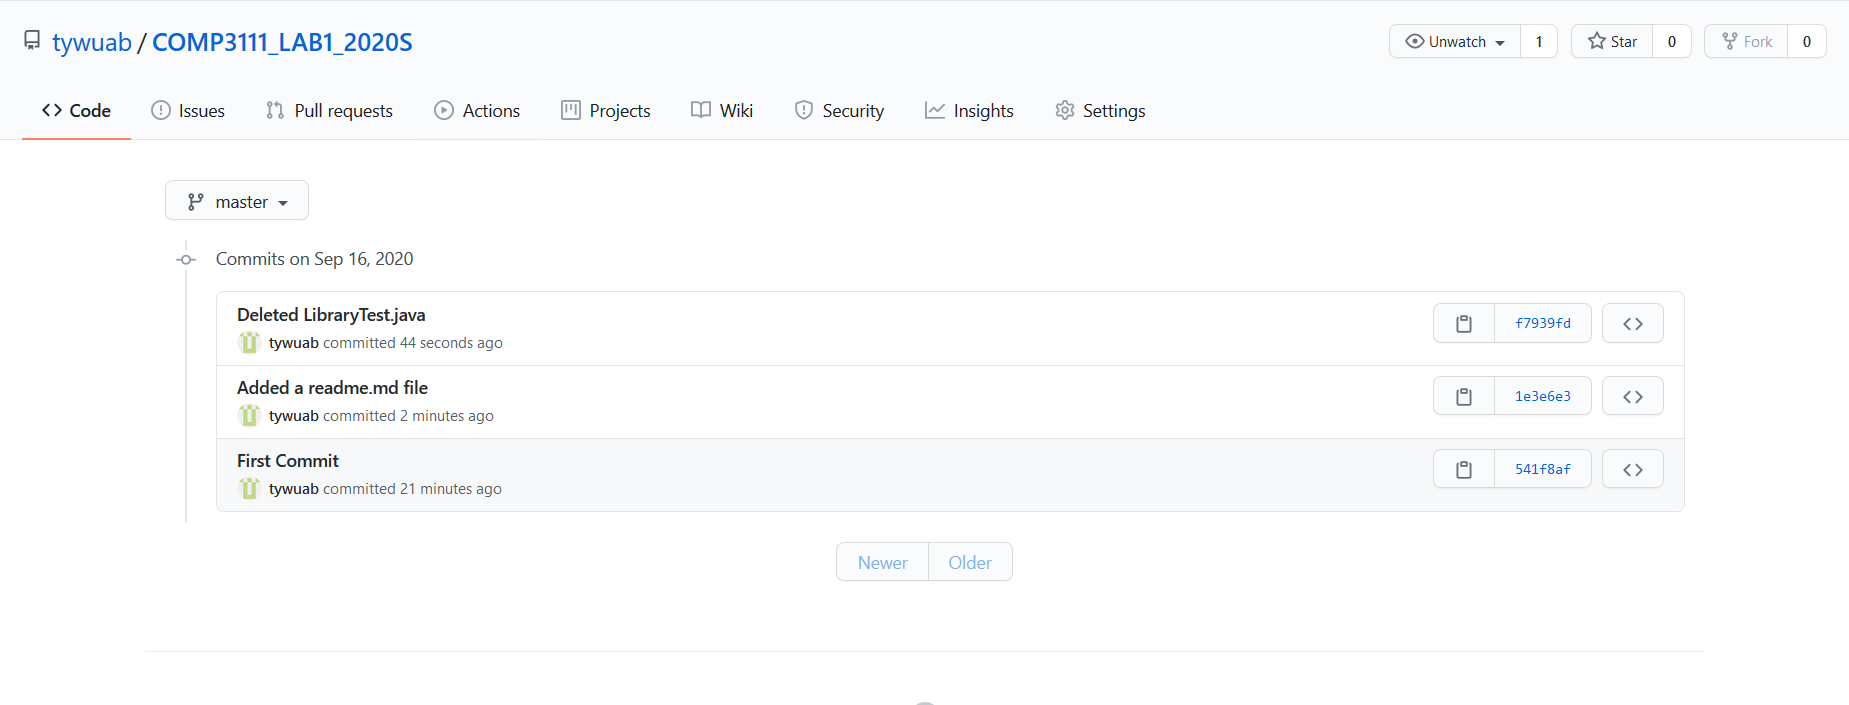 tywuab / COMP3111_LAB1_2020S
Unwatch 1 Star 0 Fork 0
Code Issues Pull requests Actions Projects Wiki Security Insights Settings
master
Commits on Sep 16, 2020
Deleted LibraryTest.java
tywuab committed 44 seconds ago
f7939fd
Added a readme.md file
tywuab committed 2 minutes ago
1e3e6e3
First Commit
tywuab committed 21 minutes ago
541f8af
Newer Older